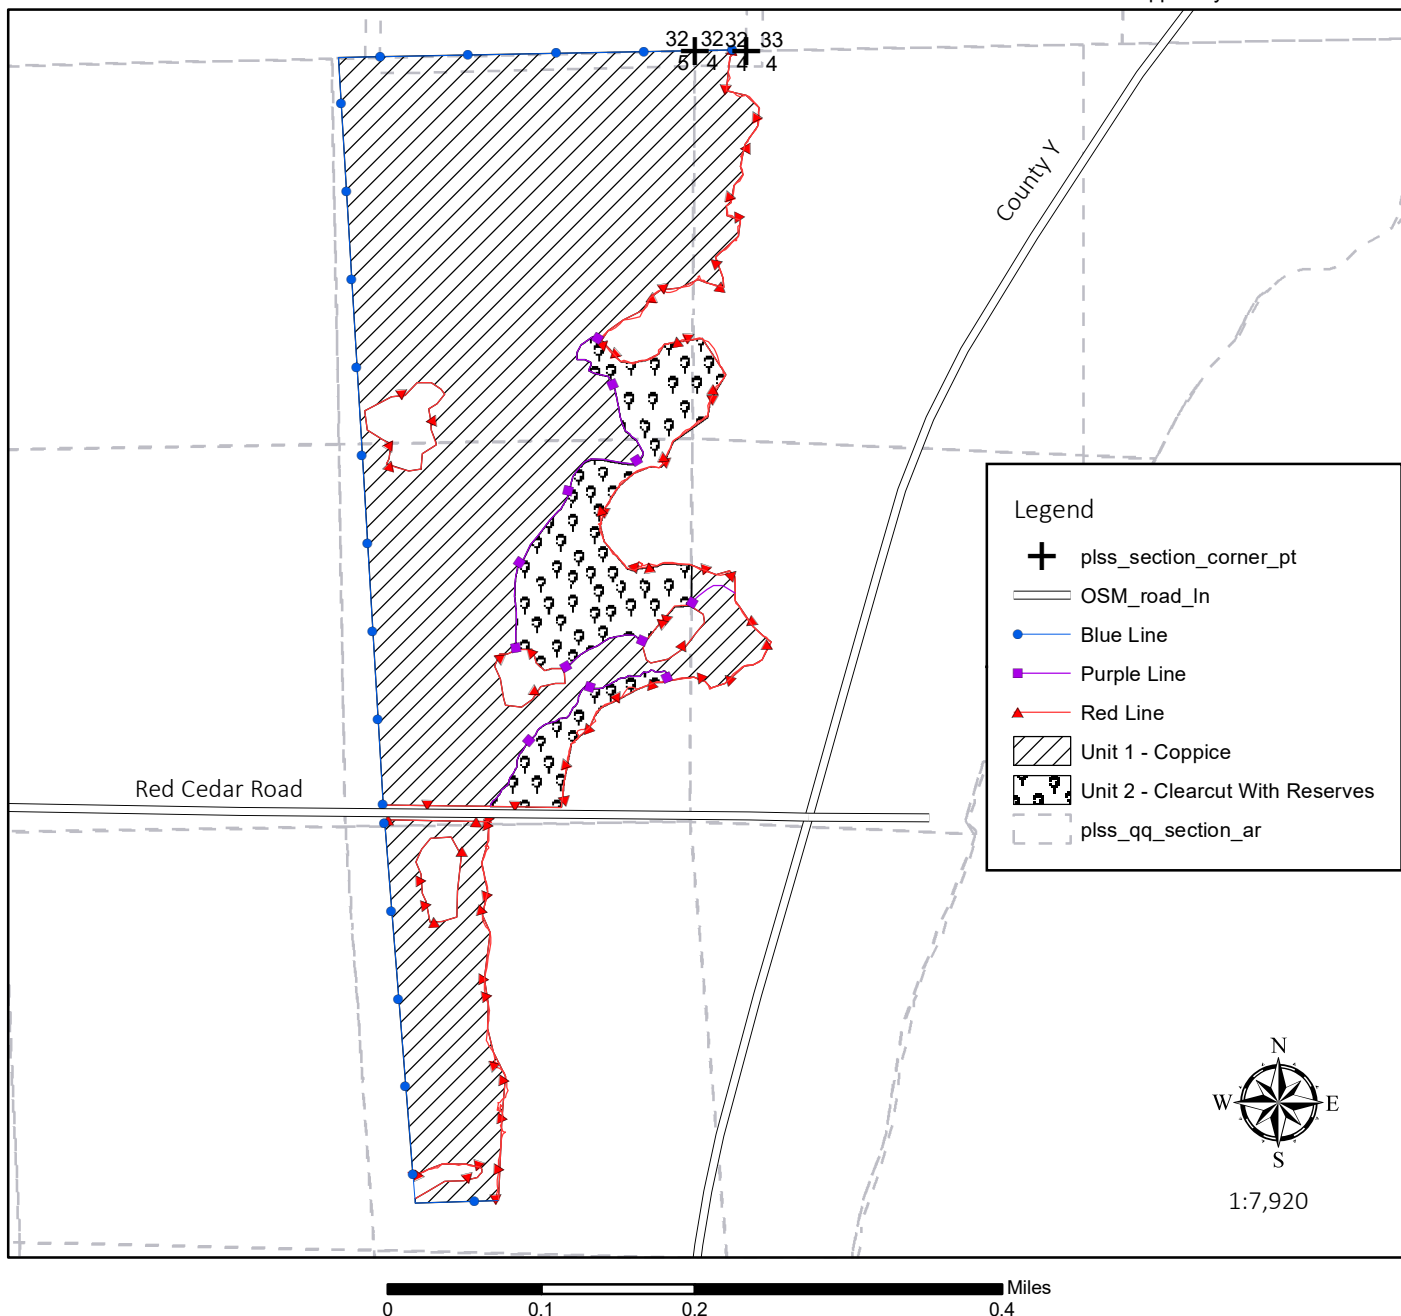 32 32 32 33
5 4 4 4
County Y
Red Cedar Road
Legend
plss_section_corner_pt
OSM_road_ln
Blue Line
Purple Line
Red Line
Unit 1 - Coppice
Unit 2 - Clearcut With Reserves
plss_qq_section_ar
N
W E
S
1:7,920
Miles
0 0.1 0.2 0.4